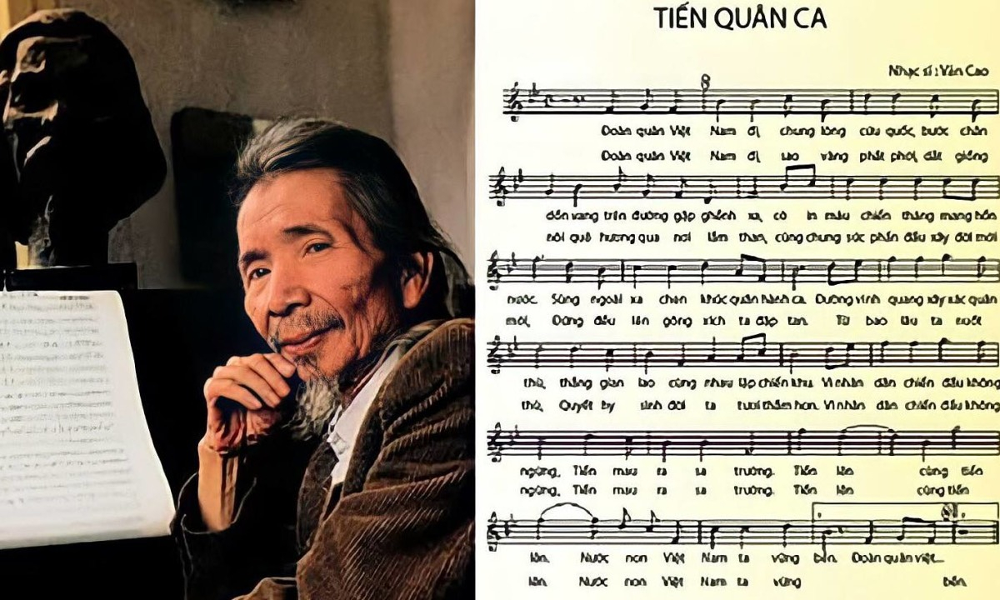 TIẾN QUÂN CA
Nhạc sĩ : Văn Cao
Đoàn quân Việt Nam đi, chung lòng cứu quốc, bước chân
Đoàn quân Việt Nam đi, sao vàng phấp phới, dắt giống
dồn vang trên đường gập ghềnh xa, cờ in máu chiến thắng mang hồn
nòi quê hương qua nơi lầm than, cùng chung sức phấn đấu xây đời mới
nước. Súng ngoài xa chen khúc quân hành ca. Đường vinh quang xây xác quân
mới, Đứng đều lên gông xích ta đập tan. Từ bao lâu ta nuốt
thù, thắng gian lao cùng nhau lập chiến khu. Vì nhân dân chiến đấu không
thù, Quyết hy sinh đời ta tươi thắm hơn. Vì nhân dân chiến đấu không
ngừng, Tiến mau ra sa trường. Tiến lên cùng tiến
ngừng, Tiến mau ra sa trường. Tiến lên cùng tiến
lên. Nước non Việt Nam ta vững bền. Đoàn quân việt...
lên. Nước non Việt Nam ta vững bền.